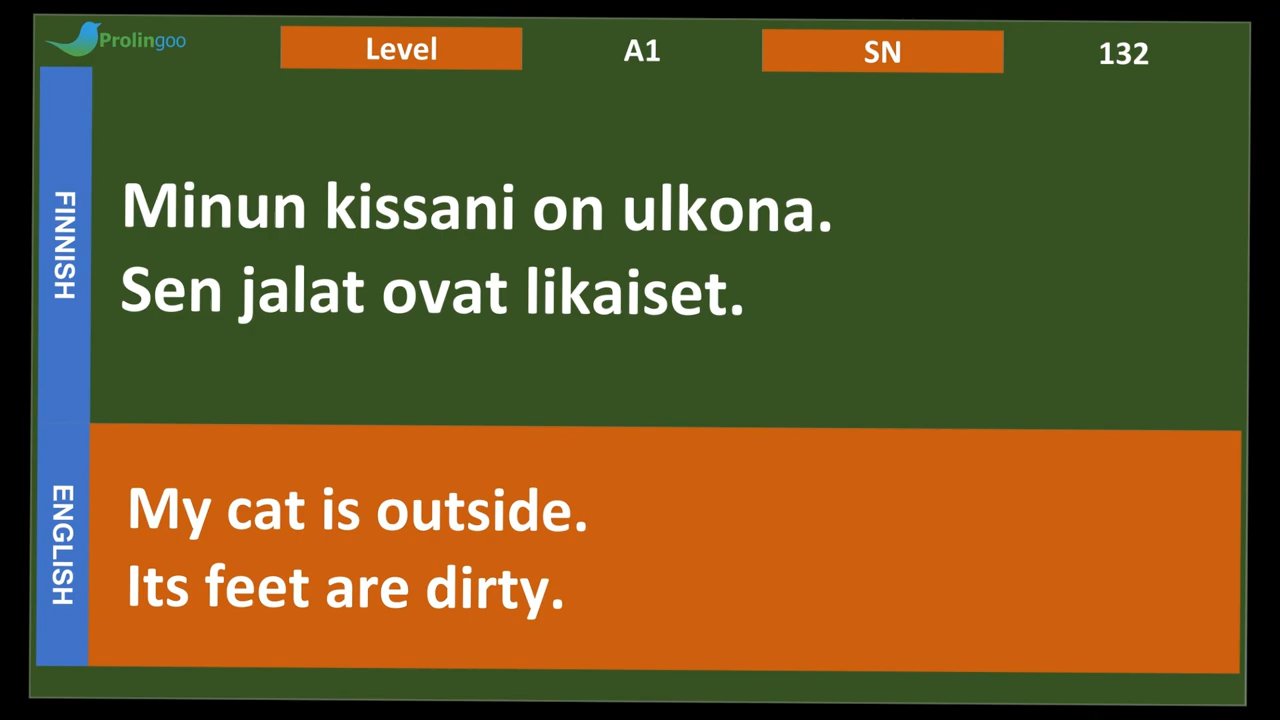 Prolingoo
Level
A1
SN
132
FINNISH
Minun kissani on ulkona.
Sen jalat ovat likaiset.
ENGLISH
My cat is outside.
Its feet are dirty.